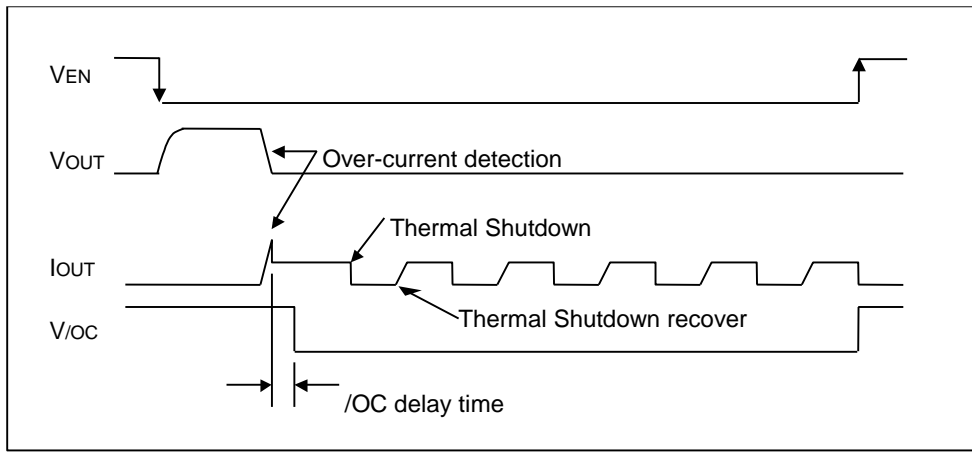 VEN
VOUT
Over-current detection
Thermal Shutdown
IOUT
Thermal Shutdown recover
V/OC
/OC delay time